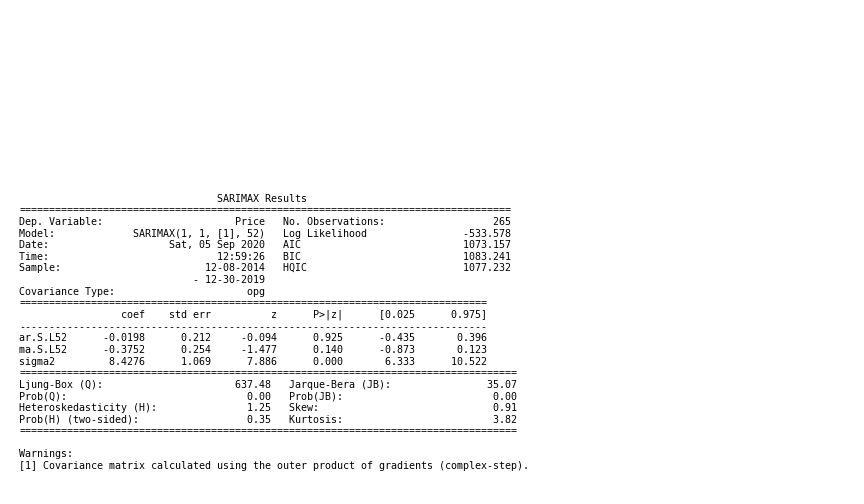 SARIMAX Results
==================================================================================
Dep. Variable:                      Price   No. Observations:                  265
Model:             SARIMAX(1, 1, [1], 52)   Log Likelihood                -533.578
Date:                    Sat, 05 Sep 2020   AIC                           1073.157
Time:                            12:59:26   BIC                           1083.241
Sample:                        12-08-2014   HQIC                          1077.232
- 12-30-2019
Covariance Type:                      opg
==============================================================================
coef    std err          z      P>|z|      [0.025      0.975]
------------------------------------------------------------------------------
ar.S.L52      -0.0198      0.212     -0.094      0.925      -0.435       0.396
ma.S.L52      -0.3752      0.254     -1.477      0.140      -0.873       0.123
sigma2         8.4276      1.069      7.886      0.000       6.333      10.522
===================================================================================
Ljung-Box (Q):                      637.48   Jarque-Bera (JB):                35.07
Prob(Q):                              0.00   Prob(JB):                         0.00
Heteroskedasticity (H):               1.25   Skew:                             0.91
Prob(H) (two-sided):                  0.35   Kurtosis:                         3.82
===================================================================================
Warnings:
[1] Covariance matrix calculated using the outer product of gradients (complex-step).